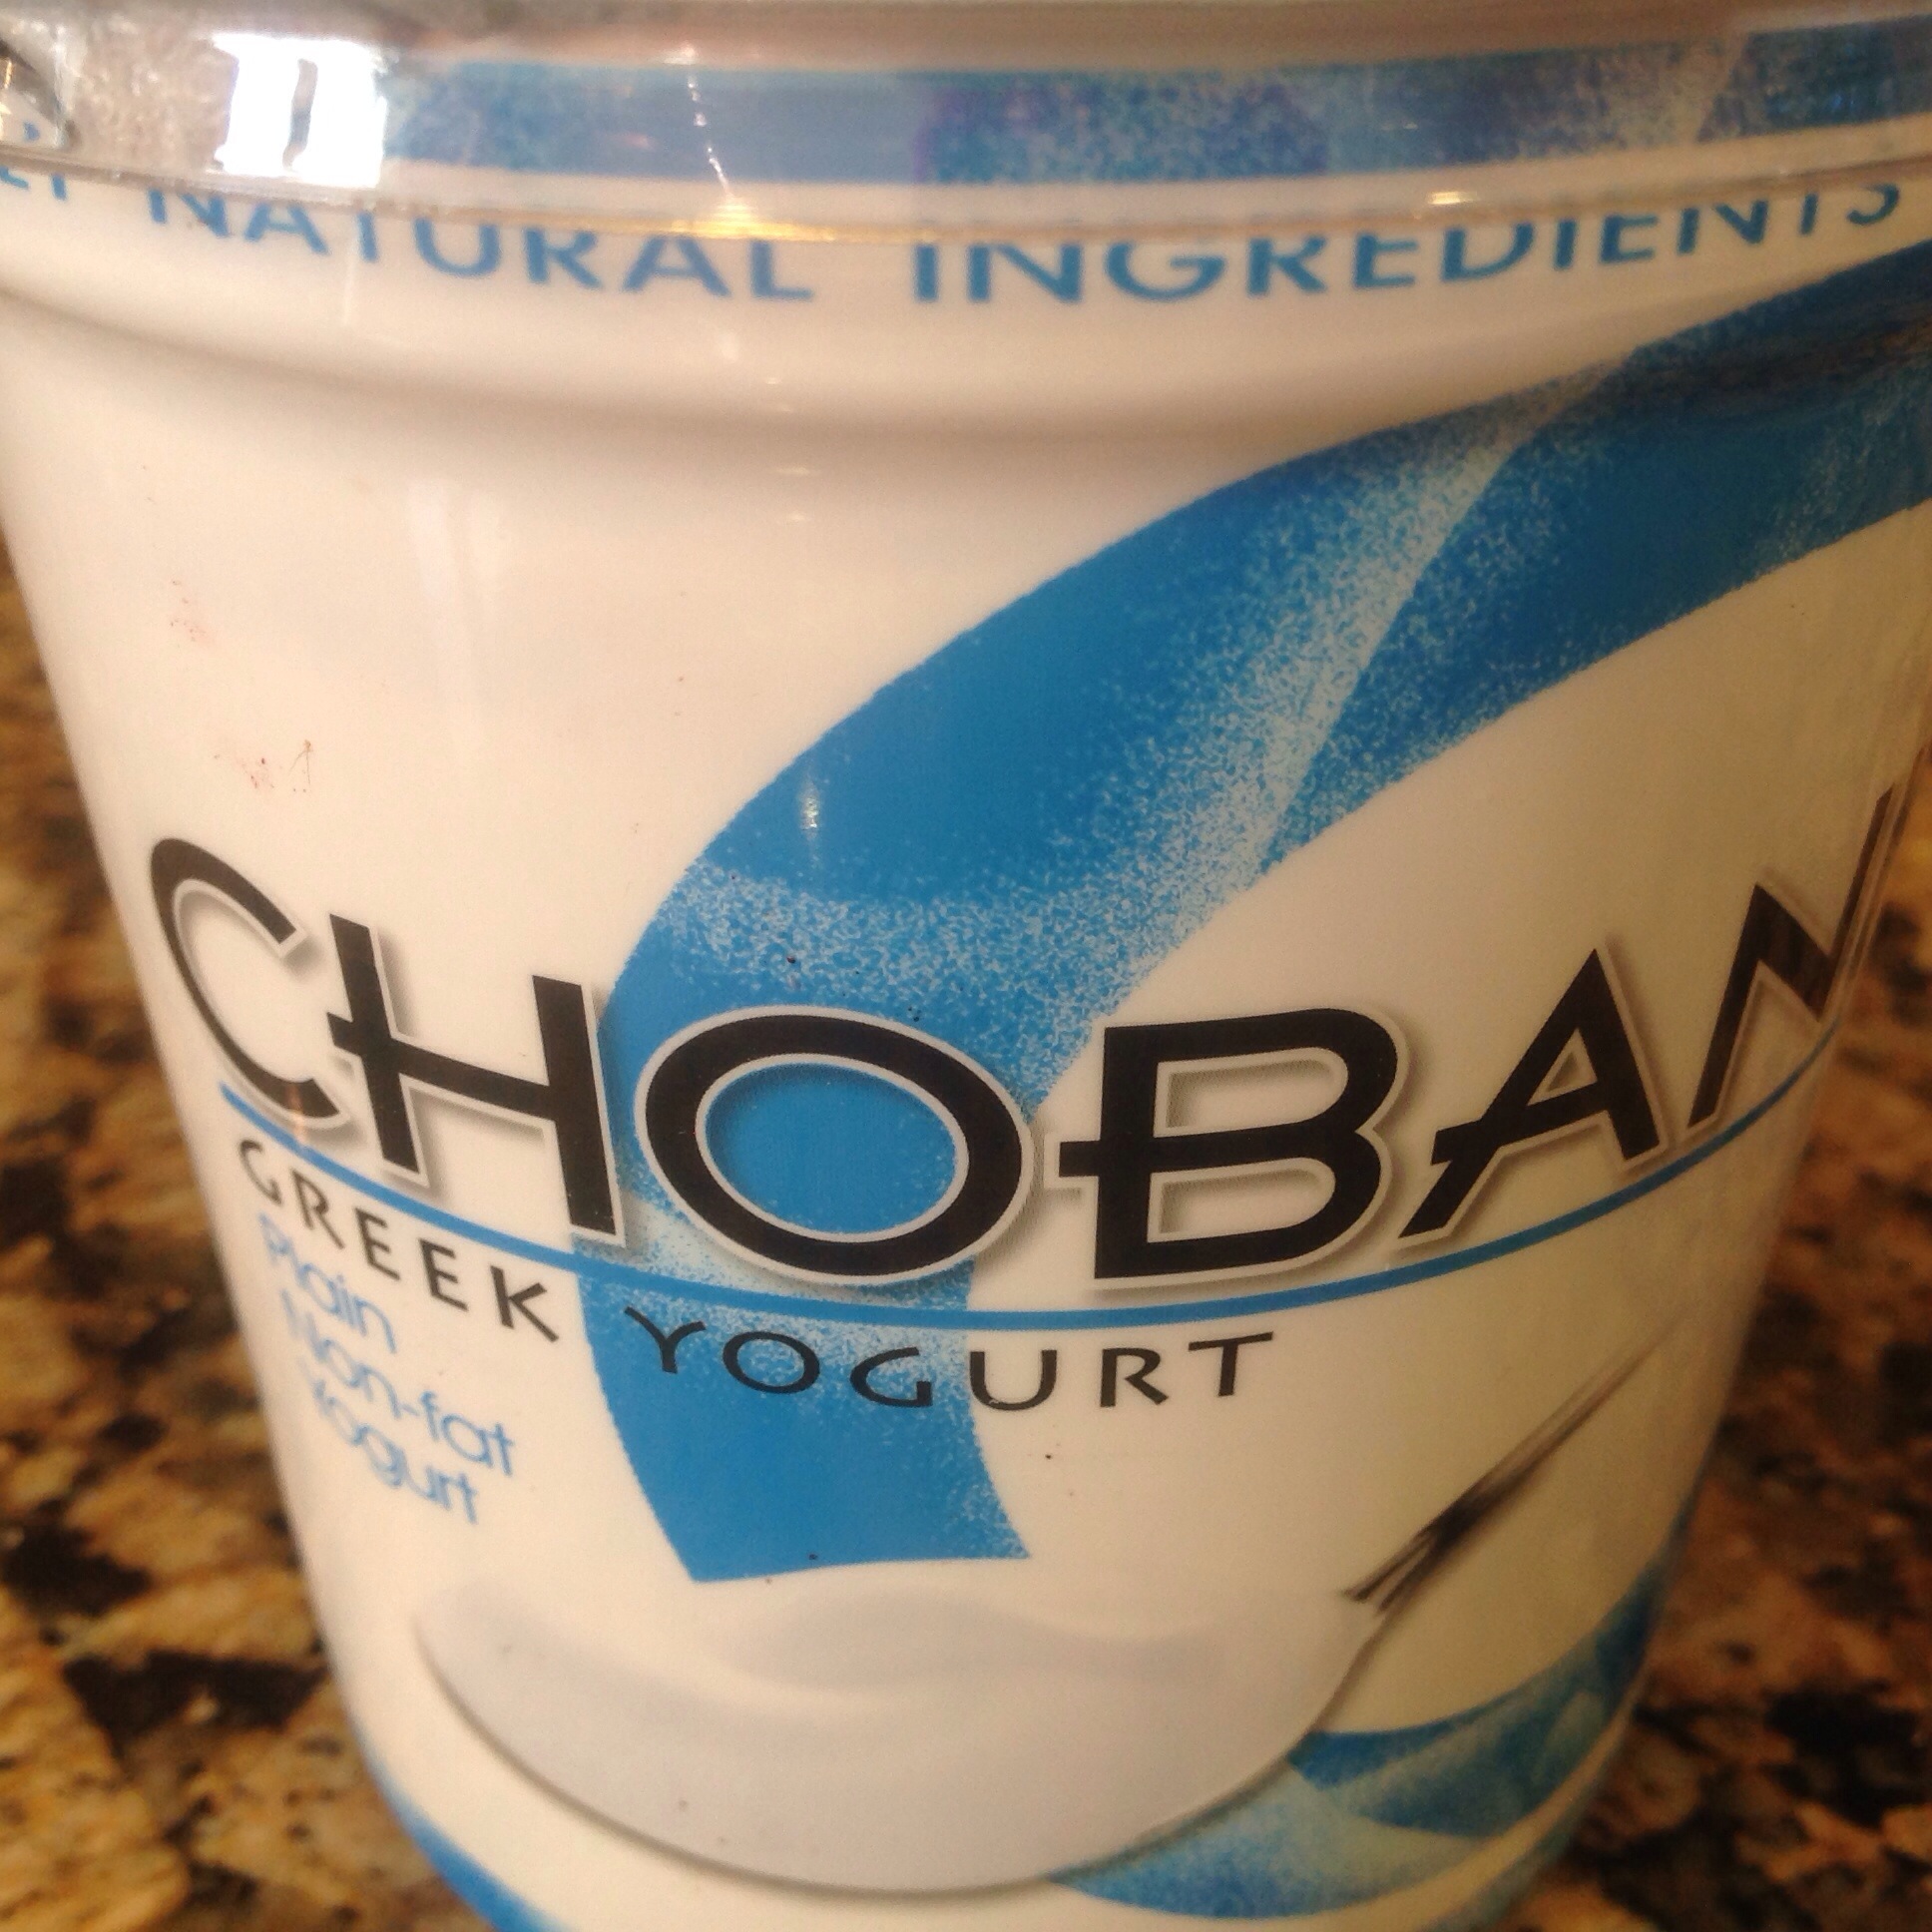 NATURAL INGREDIENTS
CHOBAN
GREEK YOGURT
Plain
Non-fat
Yogurt